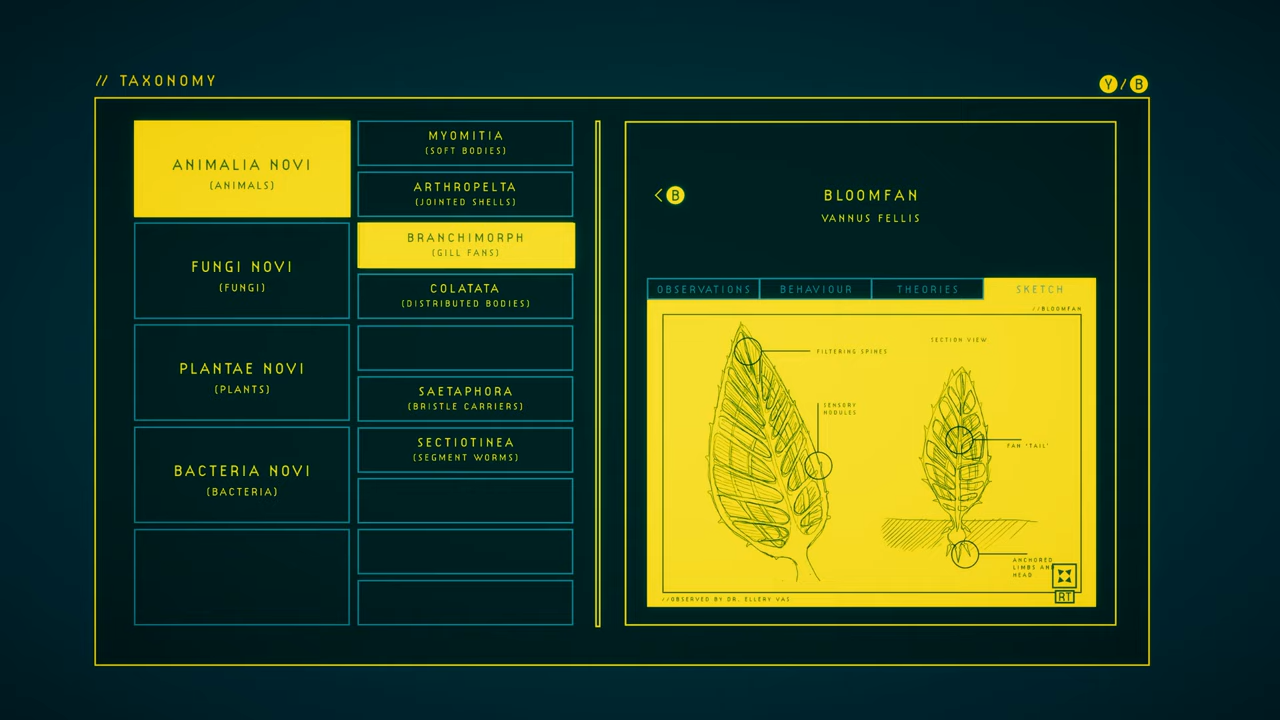 // TAXONOMY
Y / B
ANIMALIA NOVI
(ANIMALS)
FUNGI NOVI
(FUNGI)
PLANTAE NOVI
(PLANTS)
BACTERIA NOVI
(BACTERIA)
MYOMITIA
(SOFT BODIES)
ARTHROPELTA
(JOINTED SHELLS)
BRANCHIMORPH
(GILL FANS)
COLATATA
(DISTRIBUTED BODIES)
SAETAPHORA
(BRISTLE CARRIERS)
SECTIOTINEA
(SEGMENT WORMS)
< B
BLOOMFAN
VANNUS FELLIS
OBSERVATIONS
BEHAVIOUR
THEORIES
SKETCH
//BLOOMFAN
SECTION VIEW
FILTERING SPINES
SENSORY
NODULES
FAN "TAIL"
ANCHORED
LIMBS AND
HEAD
RT
//OBSERVED BY DR. ELLERY VAS